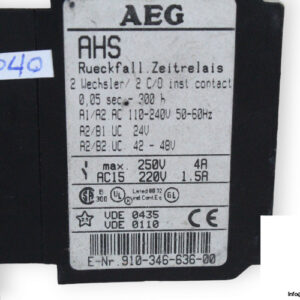 AEG
040
AHS
Rueckfall.Zeitrelais
2 Wechsler/ 2 C/O inst contact
0,05 sec - 300 h
A1/A2 AC 110-240V 50-60Hz
A2/B1 UC 24V
A2/B2 UC 42 - 48V
max. 250V 4A
AC15 220V 1.5A
VDE 0435
VDE 0110
CE
E-Nr.910-346-636-00